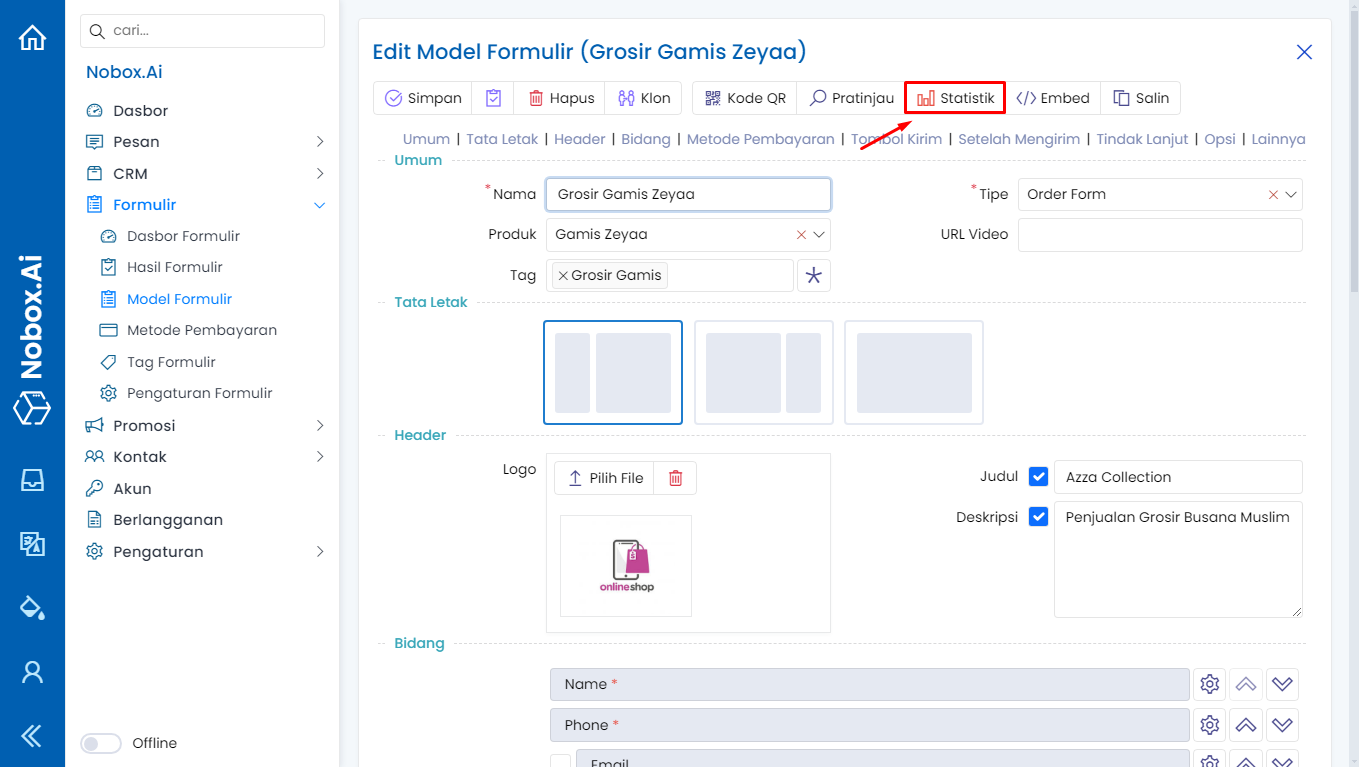 cari...
Nobox.Ai
Dasbor
Pesan
CRM
Formulir
Dasbor Formulir
Hasil Formulir
Model Formulir
Metode Pembayaran
Tag Formulir
Pengaturan Formulir
Promosi
Kontak
Akun
Berlangganan
Pengaturan
Offline
Nobox.Ai
Edit Model Formulir (Grosir Gamis Zeyaa)
Simpan Hapus Klon Kode QR Pratinjau Statistik Embed Salin
Umum | Tata Letak | Header | Bidang | Metode Pembayaran | Tombol Kirim | Setelah Mengirim | Tindak Lanjut | Opsi | Lainnya
Umum
*Nama Grosir Gamis Zeyaa *Tipe Order Form
Produk Gamis Zeyaa URL Video
Tag Grosir Gamis
Tata Letak
Header
Logo Pilih File Judul Azza Collection
Deskripsi Penjualan Grosir Busana Muslim
onlineshop
Bidang
Name *
Phone *
Email